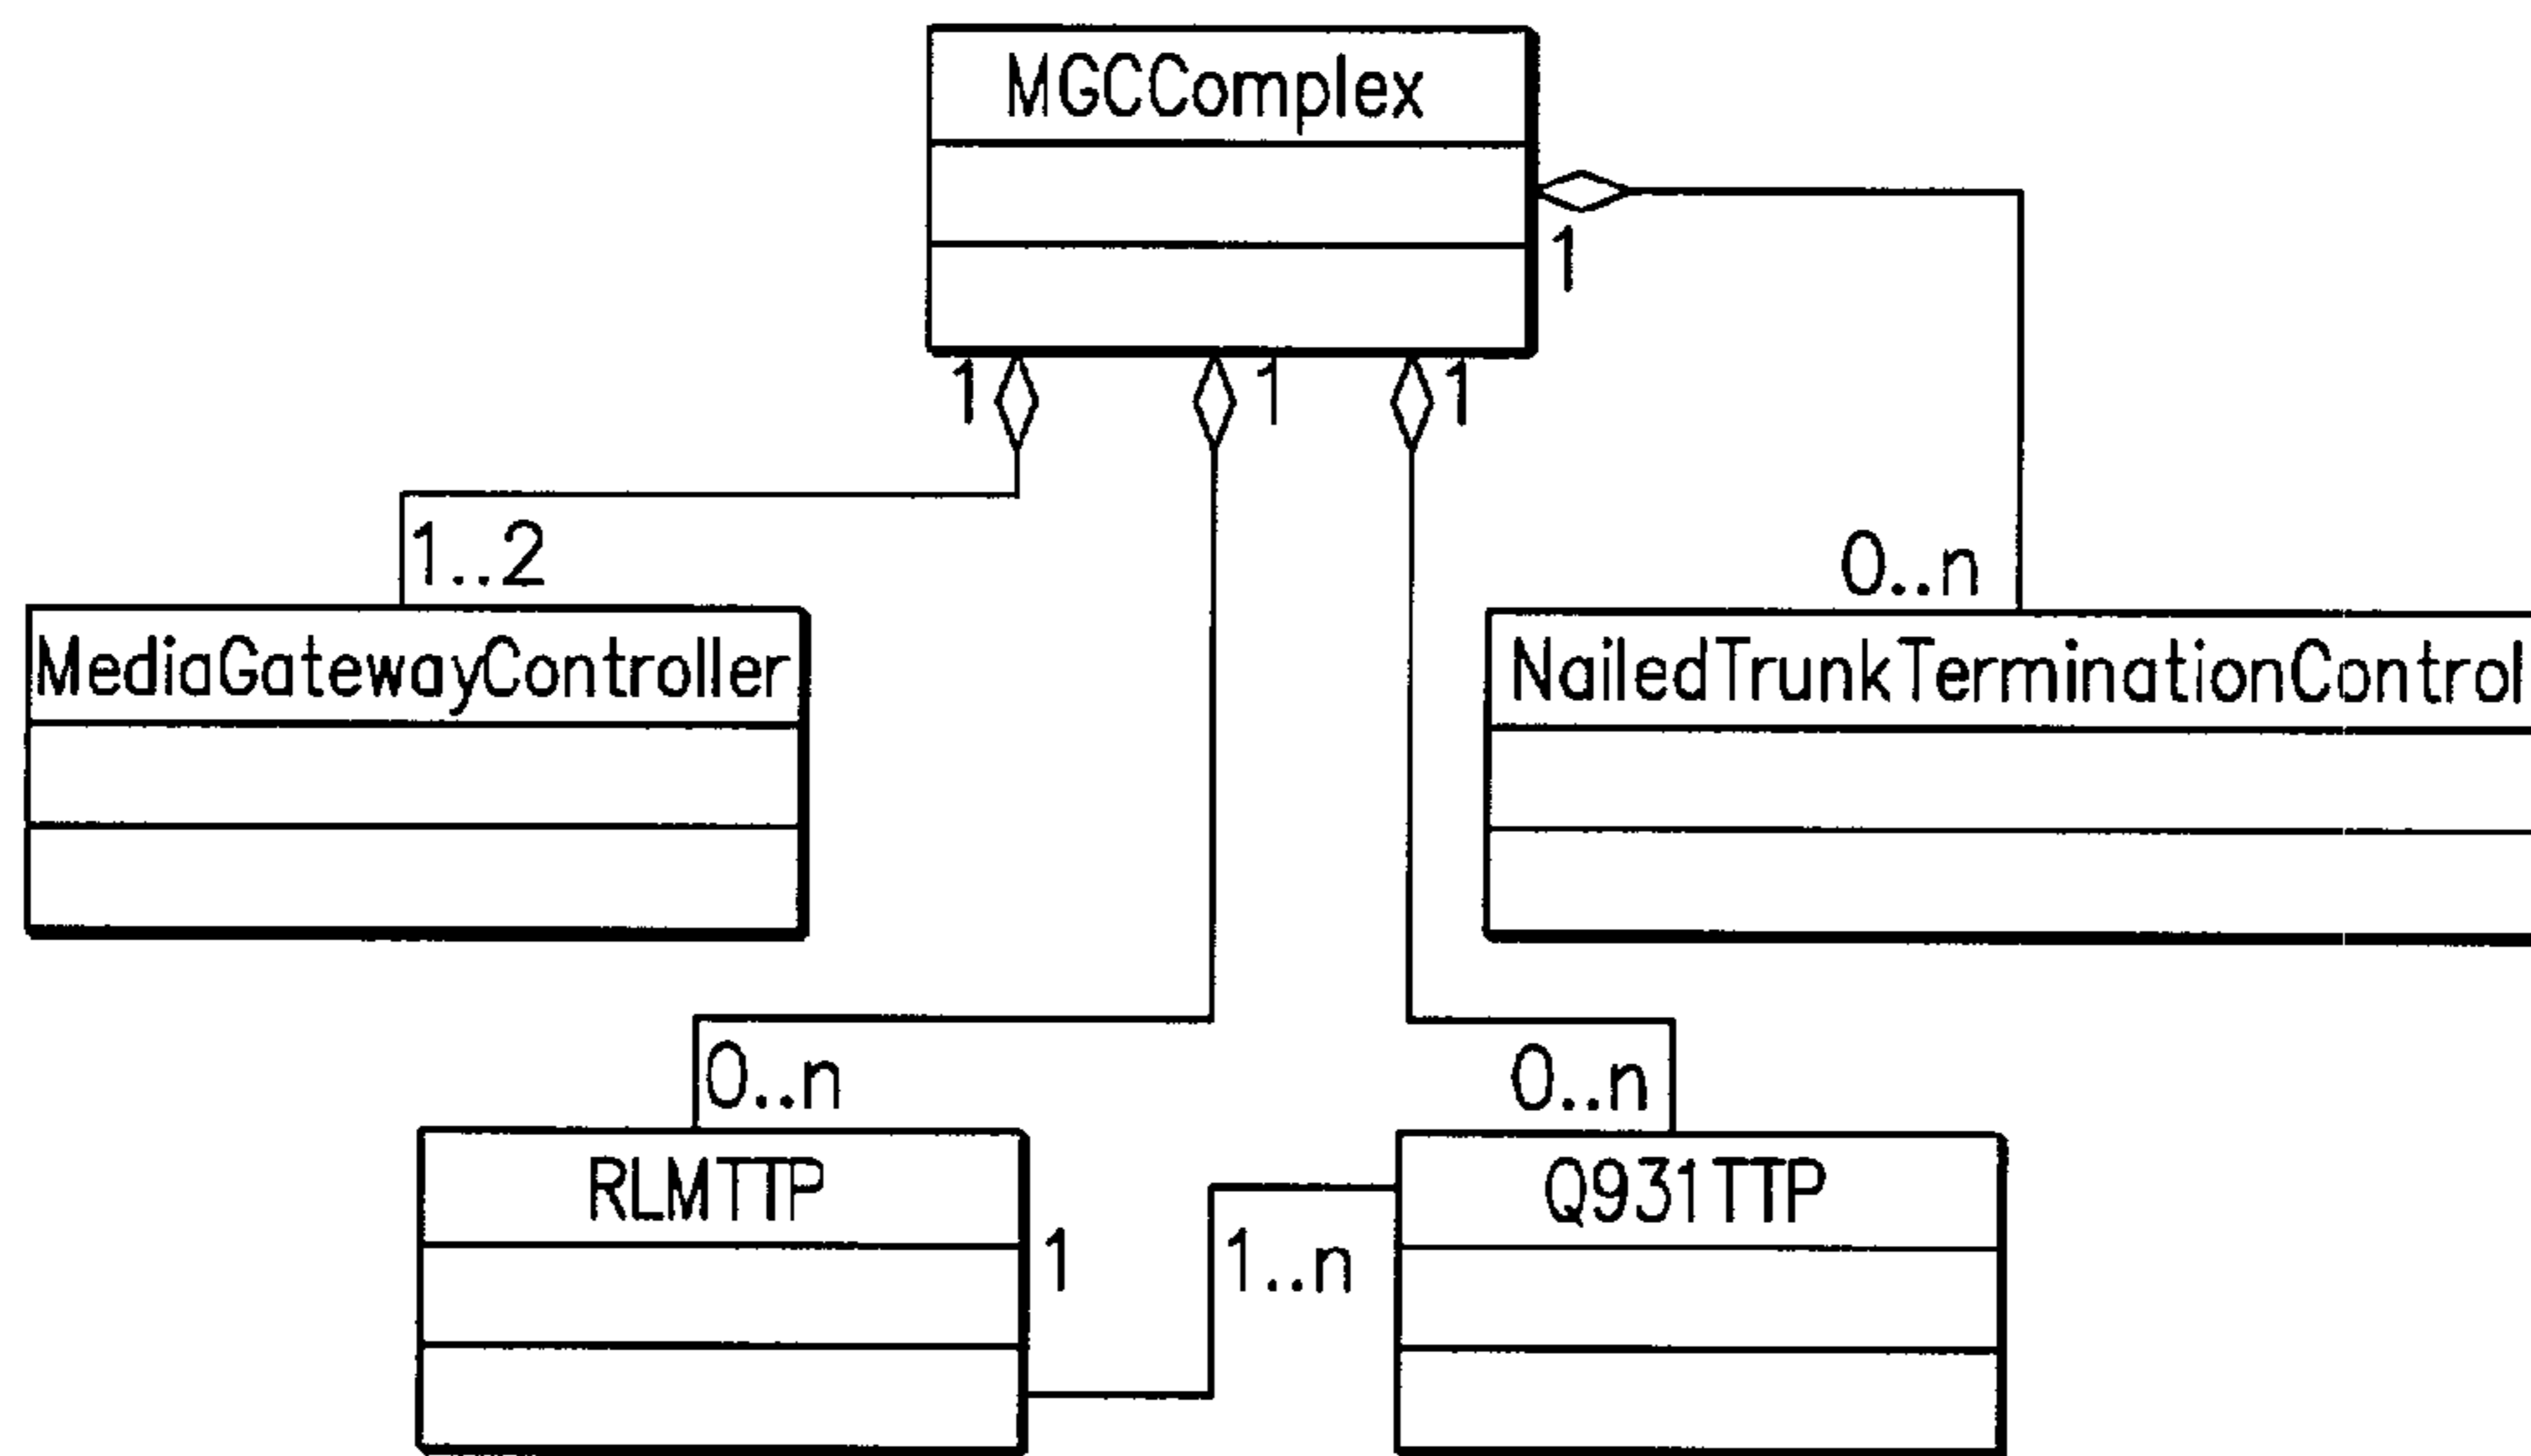 MGCComplex
1
1
1
1
1..2
0..n
MediaGatewayController
NailedTrunkTerminationControl
0..n
0..n
RLMTTP
Q931TTP
1
1..n